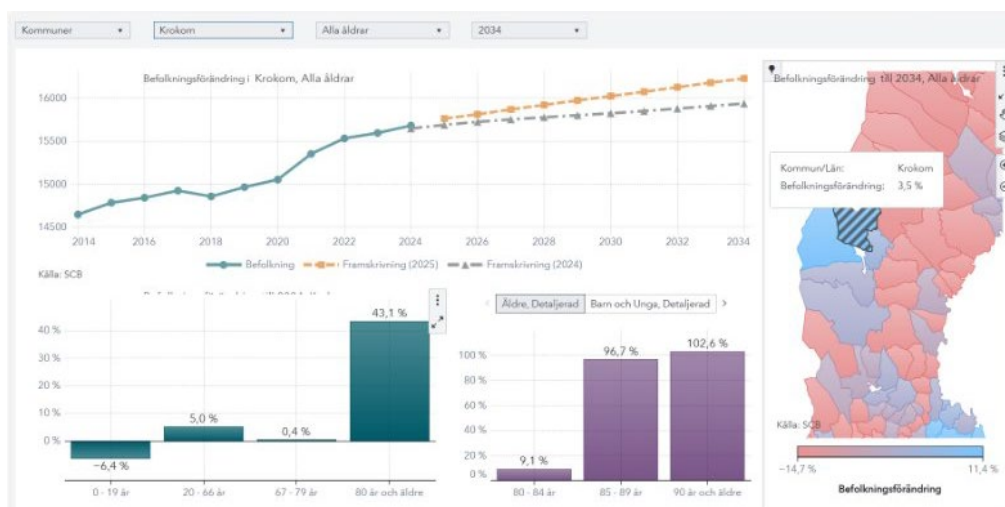 Kommuner
Krokom
Alla åldrar
2034
Befolkningsförändring i Krokom, Alla åldrar
16000
15500
15000
14500
2014 2016 2018 2020 2022 2024 2026 2028 2030 2032 2034
Befolkning Framskrivning (2025) Framskrivning (2024)
Källa: SCB
40 %
30 %
20 %
10 %
0 %
−6,4 %
5,0 %
0,4 %
43,1 %
0 - 19 år 20 - 66 år 67 - 79 år 80 år och äldre
Äldre, Detaljerad Barn och Unga, Detaljerad
100 %
80 %
60 %
40 %
20 %
0 %
9,1 %
96,7 %
102,6 %
80 - 84 år 85 - 89 år 90 år och äldre
Befolkningsförändring till 2034, Alla åldrar
Kommun/Län: Krokom
Befolkningsförändring: 3,5 %
Källa: SCB
−14,7 % 11,4 %
Befolkningsförändring